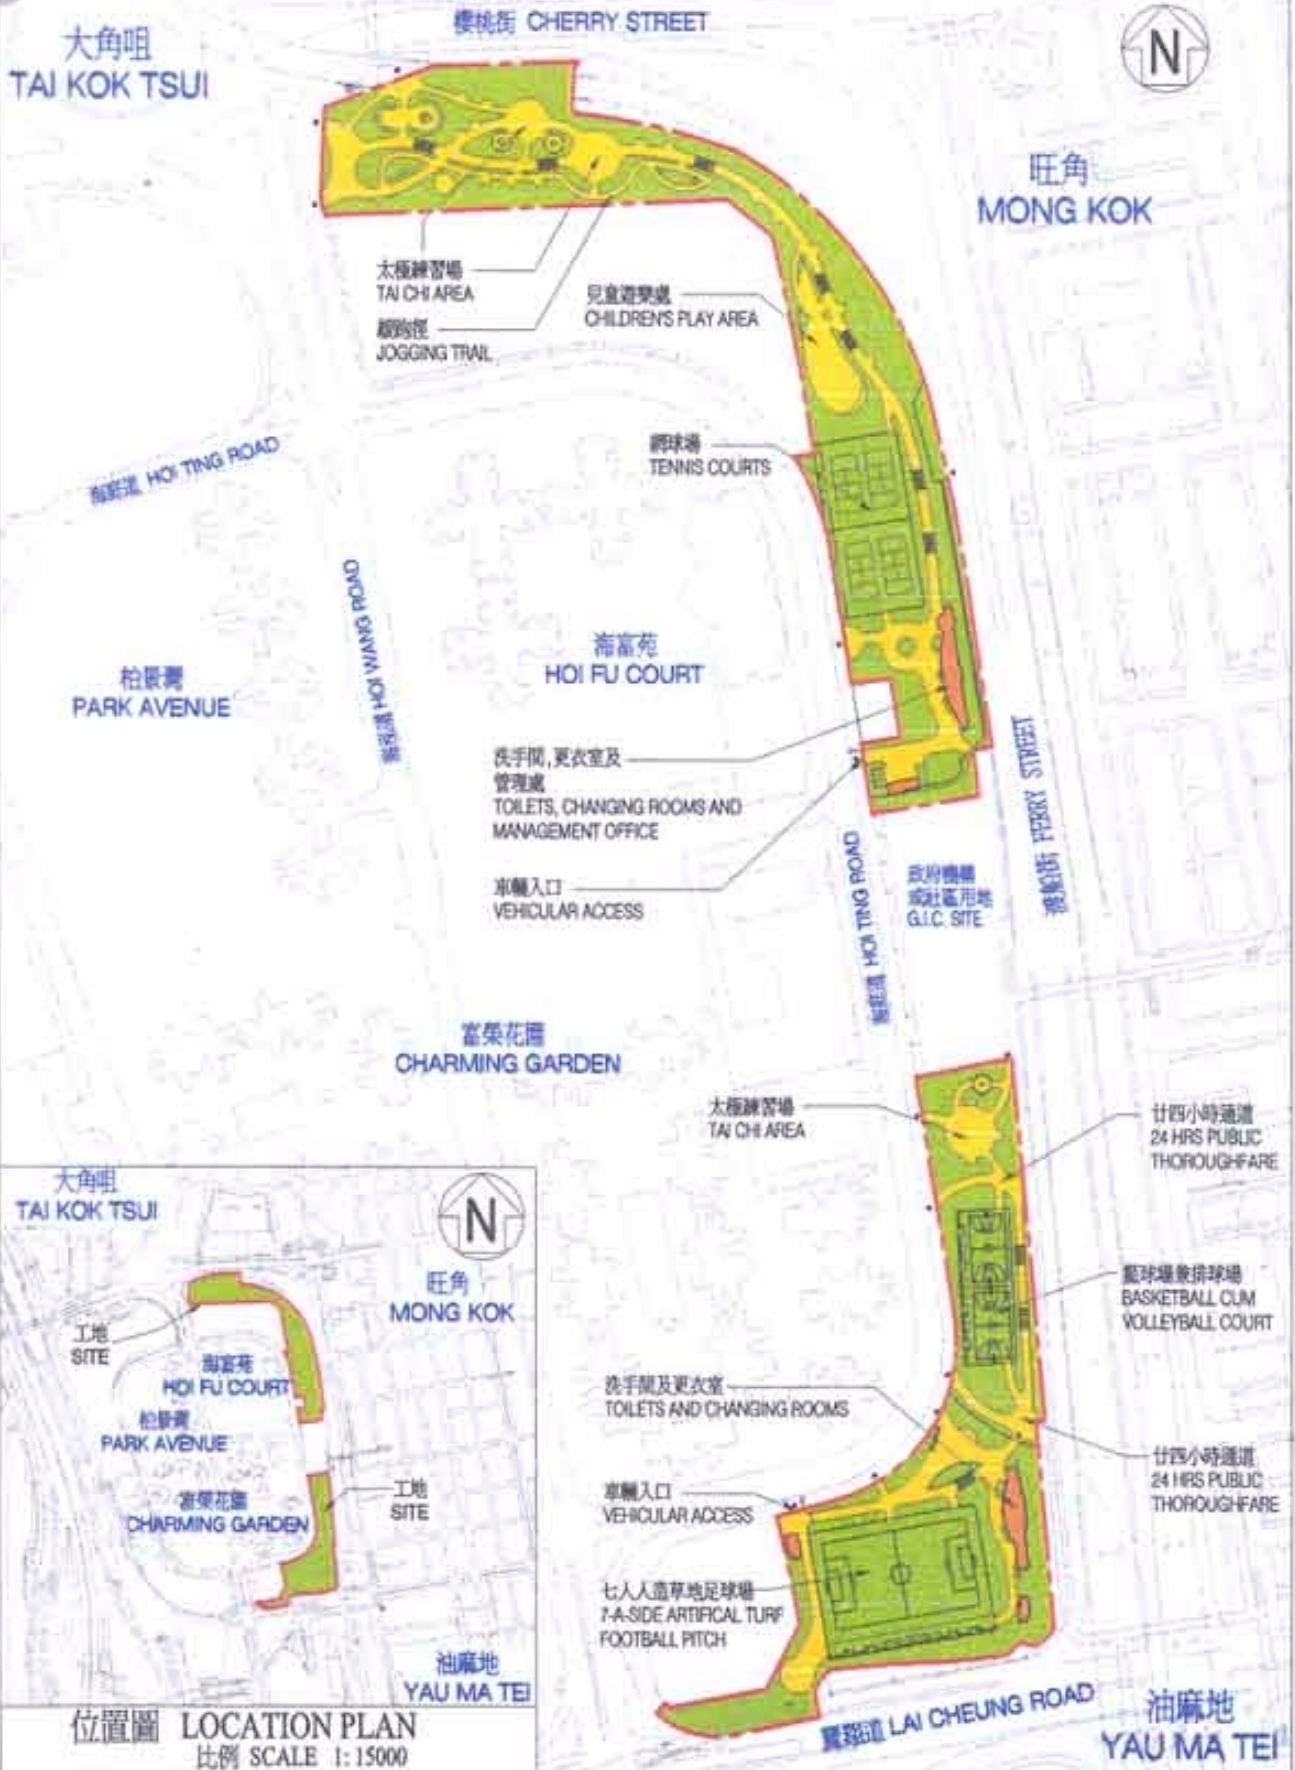 櫻桃街 CHERRY STREET
大角咀
TAI KOK TSUI
N
旺角
MONG KOK
太極練習場
TAI CHI AREA
緩跑徑
JOGGING TRAIL
兒童遊樂處
CHILDREN'S PLAY AREA
網球場
TENNIS COURTS
海庭道 HOI TING ROAD
海泓道 HOI WANG ROAD
海富苑
HOI FU COURT
柏景灣
PARK AVENUE
洗手間,更衣室及
管理處
TOILETS, CHANGING ROOMS AND
MANAGEMENT OFFICE
車輛入口
VEHICULAR ACCESS
渡船街 FERRY STREET
海庭道 HOI TING ROAD
政府機構
或社區用地
G.I.C. SITE
富榮花園
CHARMING GARDEN
太極練習場
TAI CHI AREA
廿四小時通道
24 HRS PUBLIC
THOROUGHFARE
籃球場兼排球場
BASKETBALL CUM
VOLLEYBALL COURT
洗手間及更衣室
TOILETS AND CHANGING ROOMS
廿四小時通道
24 HRS PUBLIC
THOROUGHFARE
車輛入口
VEHICULAR ACCESS
七人人造草地足球場
7-A-SIDE ARTIFICAL TURF
FOOTBALL PITCH
LAI CHEUNG ROAD
油麻地
YAU MA TEI
大角咀
TAI KOK TSUI
N
旺角
MONG KOK
工地
SITE
海富苑
HOI FU COURT
柏景灣
PARK AVENUE
富榮花園
CHARMING GARDEN
工地
SITE
油麻地
YAU MA TEI
位置圖 LOCATION PLAN
比例 SCALE 1:15000